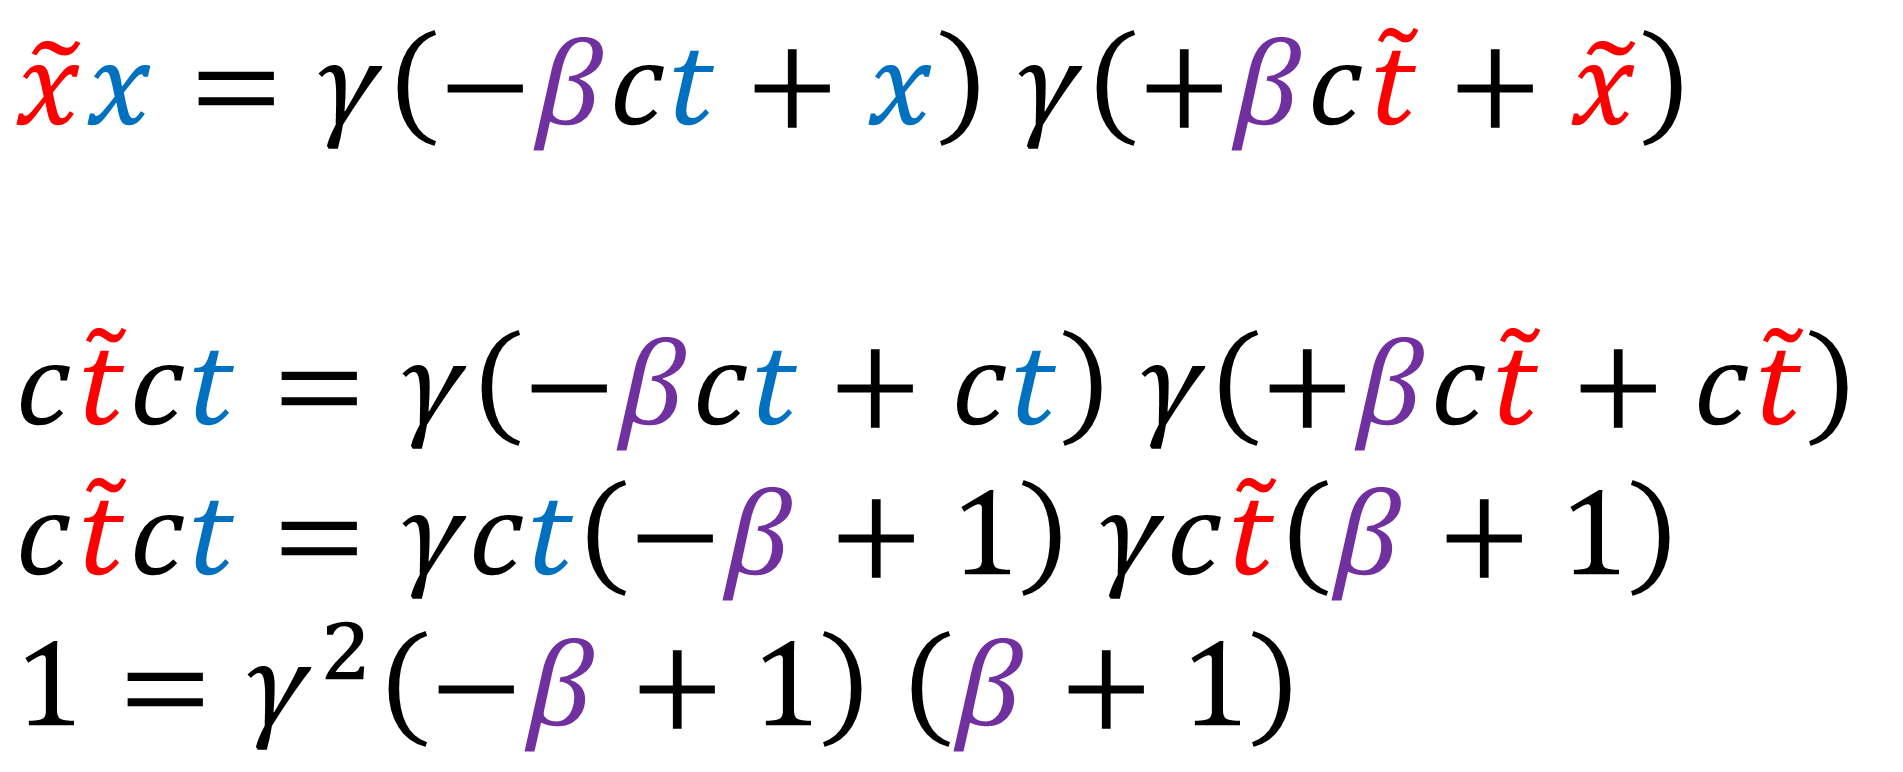 x̃x = γ(−βct + x) γ(+βct̃ + x̃)
ct̃ct = γ(−βct + ct) γ(+βct̃ + ct̃)
ct̃ct = γct(−β + 1) γct̃(β + 1)
1 = γ²(−β + 1) (β + 1)